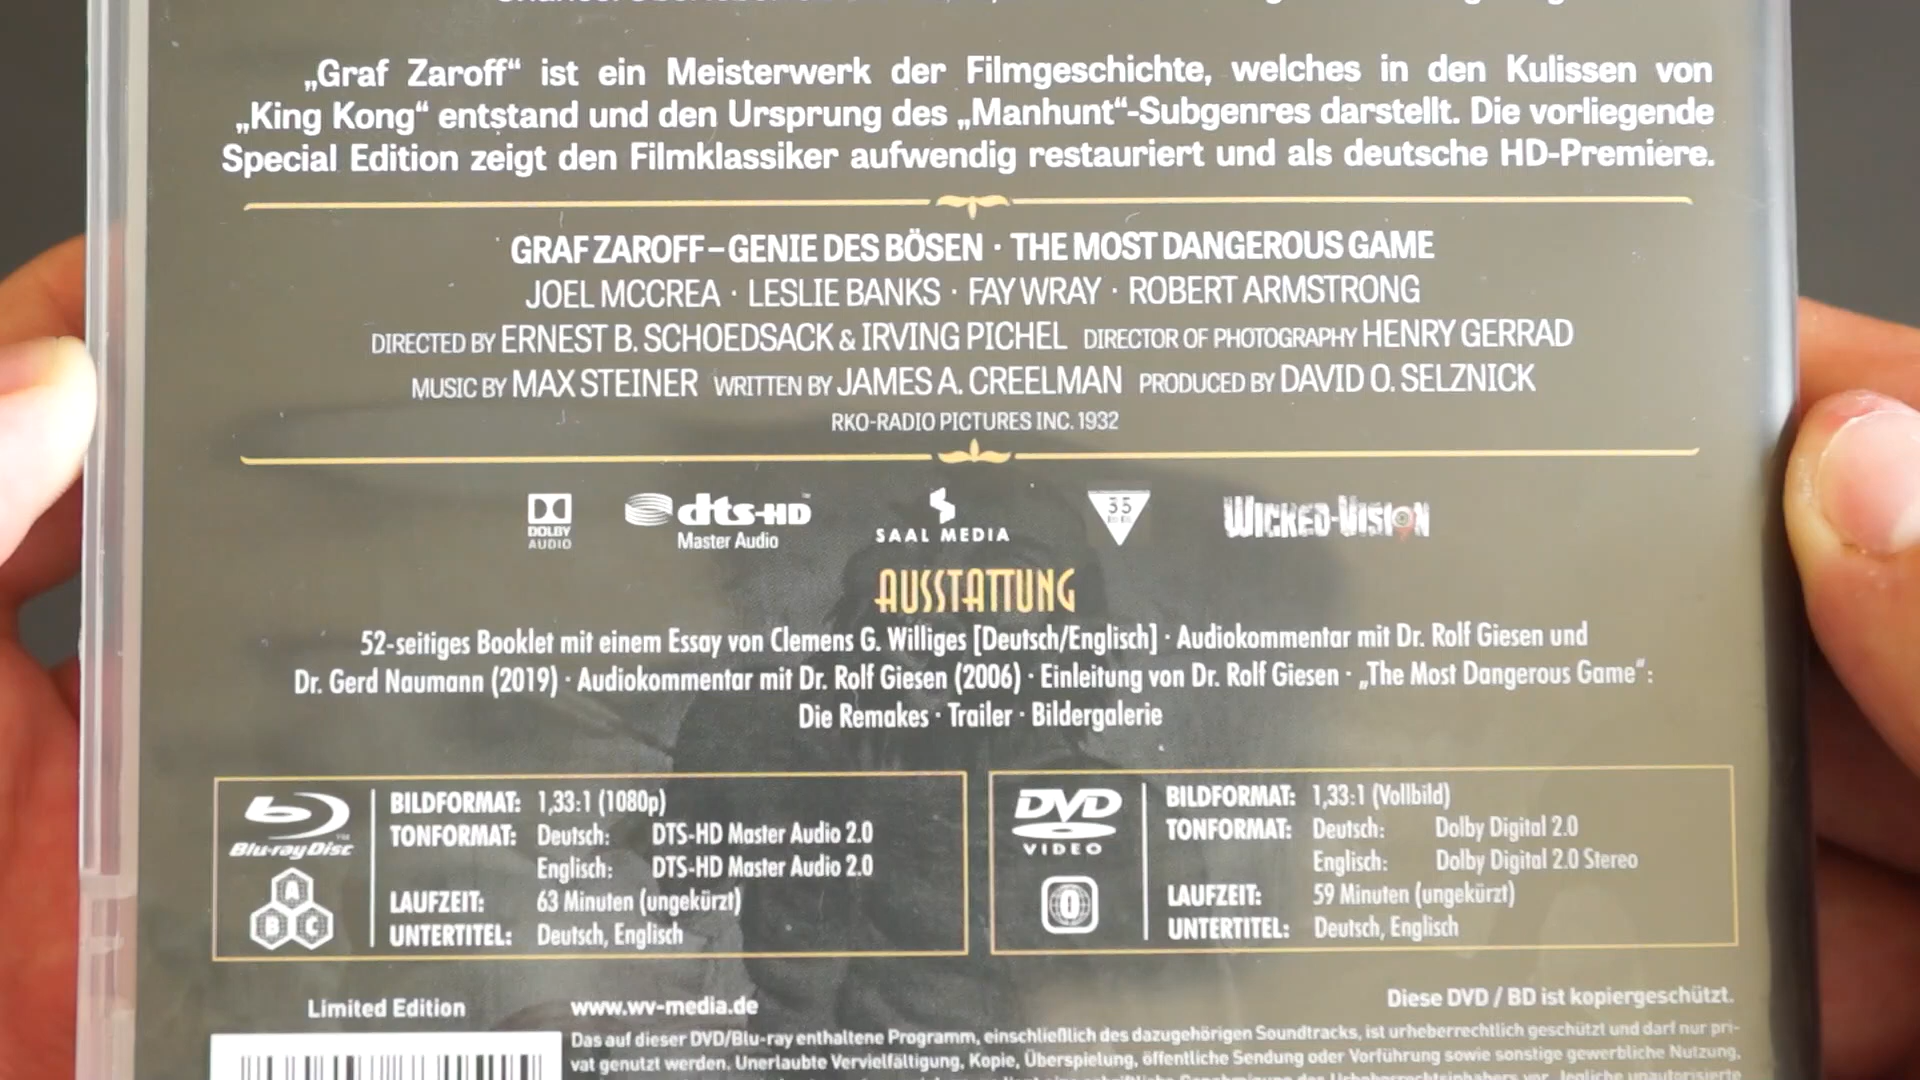 „Graf Zaroff“ ist ein Meisterwerk der Filmgeschichte, welches in den Kulissen von
„King Kong“ entstand und den Ursprung des „Manhunt“-Subgenres darstellt. Die vorliegende
Special Edition zeigt den Filmklassiker aufwendig restauriert und als deutsche HD-Premiere.
GRAF ZAROFF – GENIE DES BÖSEN · THE MOST DANGEROUS GAME
JOEL MCCREA · LESLIE BANKS · FAY WRAY · ROBERT ARMSTRONG
DIRECTED BY ERNEST B. SCHOEDSACK & IRVING PICHEL DIRECTOR OF PHOTOGRAPHY HENRY GERRAD
MUSIC BY MAX STEINER WRITTEN BY JAMES A. CREELMAN PRODUCED BY DAVID O. SELZNICK
RKO-RADIO PICTURES INC. 1932
DOLBY AUDIO
dts-HD Master Audio
SAAL MEDIA
35
WICKED-VISION
AUSSTATTUNG
52-seitiges Booklet mit einem Essay von Clemens G. Williges [Deutsch/Englisch] · Audiokommentar mit Dr. Rolf Giesen und
Dr. Gerd Naumann (2019) · Audiokommentar mit Dr. Rolf Giesen (2006) · Einleitung von Dr. Rolf Giesen · „The Most Dangerous Game“:
Die Remakes · Trailer · Bildergalerie
Blu-ray Disc
A
B C
BILDFORMAT: 1,33:1 (1080p)
TONFORMAT: Deutsch: DTS-HD Master Audio 2.0
Englisch: DTS-HD Master Audio 2.0
LAUFZEIT: 63 Minuten (ungekürzt)
UNTERTITEL: Deutsch, Englisch
DVD
VIDEO
0
BILDFORMAT: 1,33:1 (Vollbild)
TONFORMAT: Deutsch: Dolby Digital 2.0
Englisch: Dolby Digital 2.0 Stereo
LAUFZEIT: 59 Minuten (ungekürzt)
UNTERTITEL: Deutsch, Englisch
Limited Edition
www.wv-media.de
Diese DVD / BD ist kopiergeschützt.
Das auf dieser DVD/Blu-ray enthaltene Programm, einschließlich des dazugehörigen Soundtracks, ist urheberrechtlich geschützt und darf nur pri-
vat genutzt werden. Unerlaubte Vervielfältigung, Kopie, Überspielung, öffentliche Sendung oder Vorführung sowie sonstige gewerbliche Nutzung,